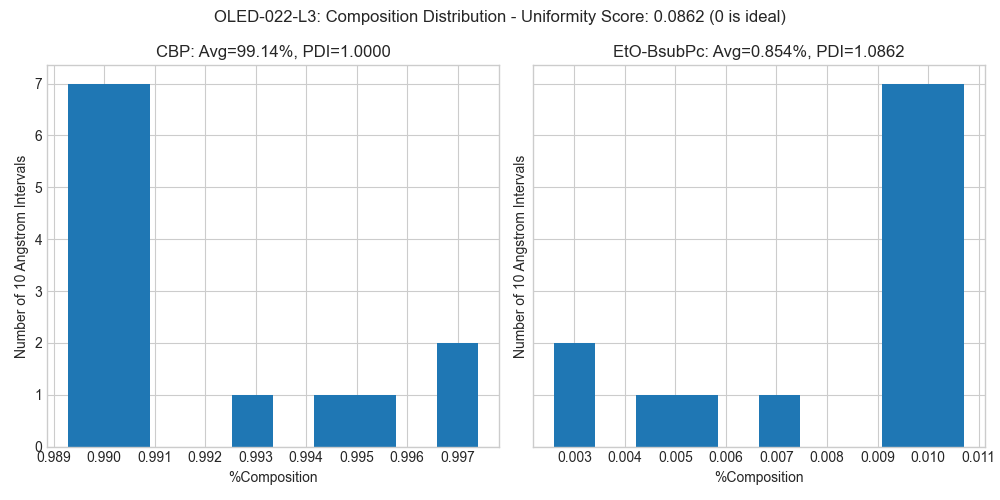 OLED-022-L3: Composition Distribution - Uniformity Score: 0.0862 (0 is ideal)
CBP: Avg=99.14%, PDI=1.0000
Number of 10 Angstrom Intervals
7
6
5
4
3
2
1
0
0.989 0.990 0.991 0.992 0.993 0.994 0.995 0.996 0.997
%Composition
EtO-BsubPc: Avg=0.854%, PDI=1.0862
Number of 10 Angstrom Intervals
0.003 0.004 0.005 0.006 0.007 0.008 0.009 0.010 0.011
%Composition